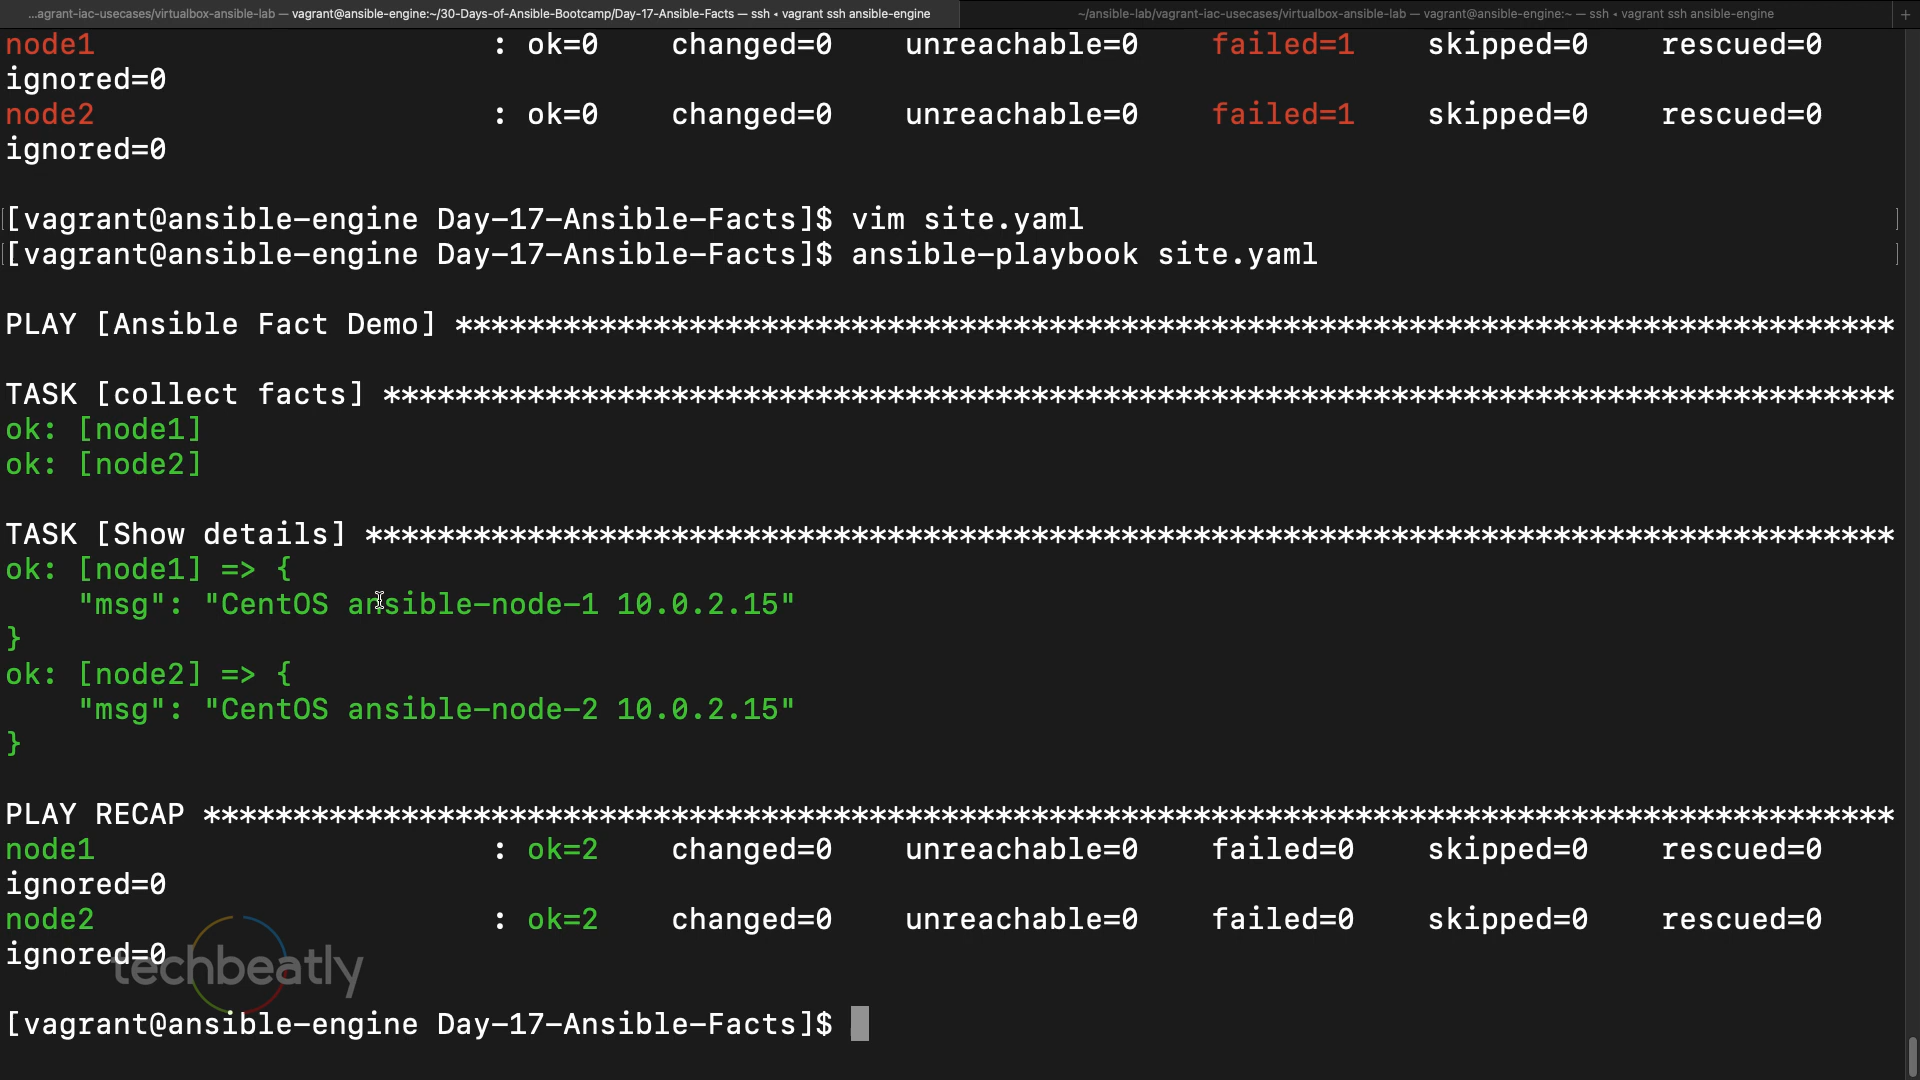 ...agrant-iac-usecases/virtualbox-ansible-lab — vagrant@ansible-engine:~/30-Days-of-Ansible-Bootcamp/Day-17-Ansible-Facts — ssh ◂ vagrant ssh ansible-engine
~/ansible-lab/vagrant-iac-usecases/virtualbox-ansible-lab — vagrant@ansible-engine:~ — ssh ◂ vagrant ssh ansible-engine +
node1 : ok=0 changed=0 unreachable=0 failed=1 skipped=0 rescued=0
ignored=0
node2 : ok=0 changed=0 unreachable=0 failed=1 skipped=0 rescued=0
ignored=0
[vagrant@ansible-engine Day-17-Ansible-Facts]$ vim site.yaml
[vagrant@ansible-engine Day-17-Ansible-Facts]$ ansible-playbook site.yaml
PLAY [Ansible Fact Demo] ********************************************************************************
TASK [collect facts] ************************************************************************************
ok: [node1]
ok: [node2]
TASK [Show details] *************************************************************************************
ok: [node1] => {
"msg": "CentOS ansible-node-1 10.0.2.15"
}
ok: [node2] => {
"msg": "CentOS ansible-node-2 10.0.2.15"
}
PLAY RECAP **********************************************************************************************
node1 : ok=2 changed=0 unreachable=0 failed=0 skipped=0 rescued=0
ignored=0
node2 : ok=2 changed=0 unreachable=0 failed=0 skipped=0 rescued=0
ignored=0
techbeatly
[vagrant@ansible-engine Day-17-Ansible-Facts]$